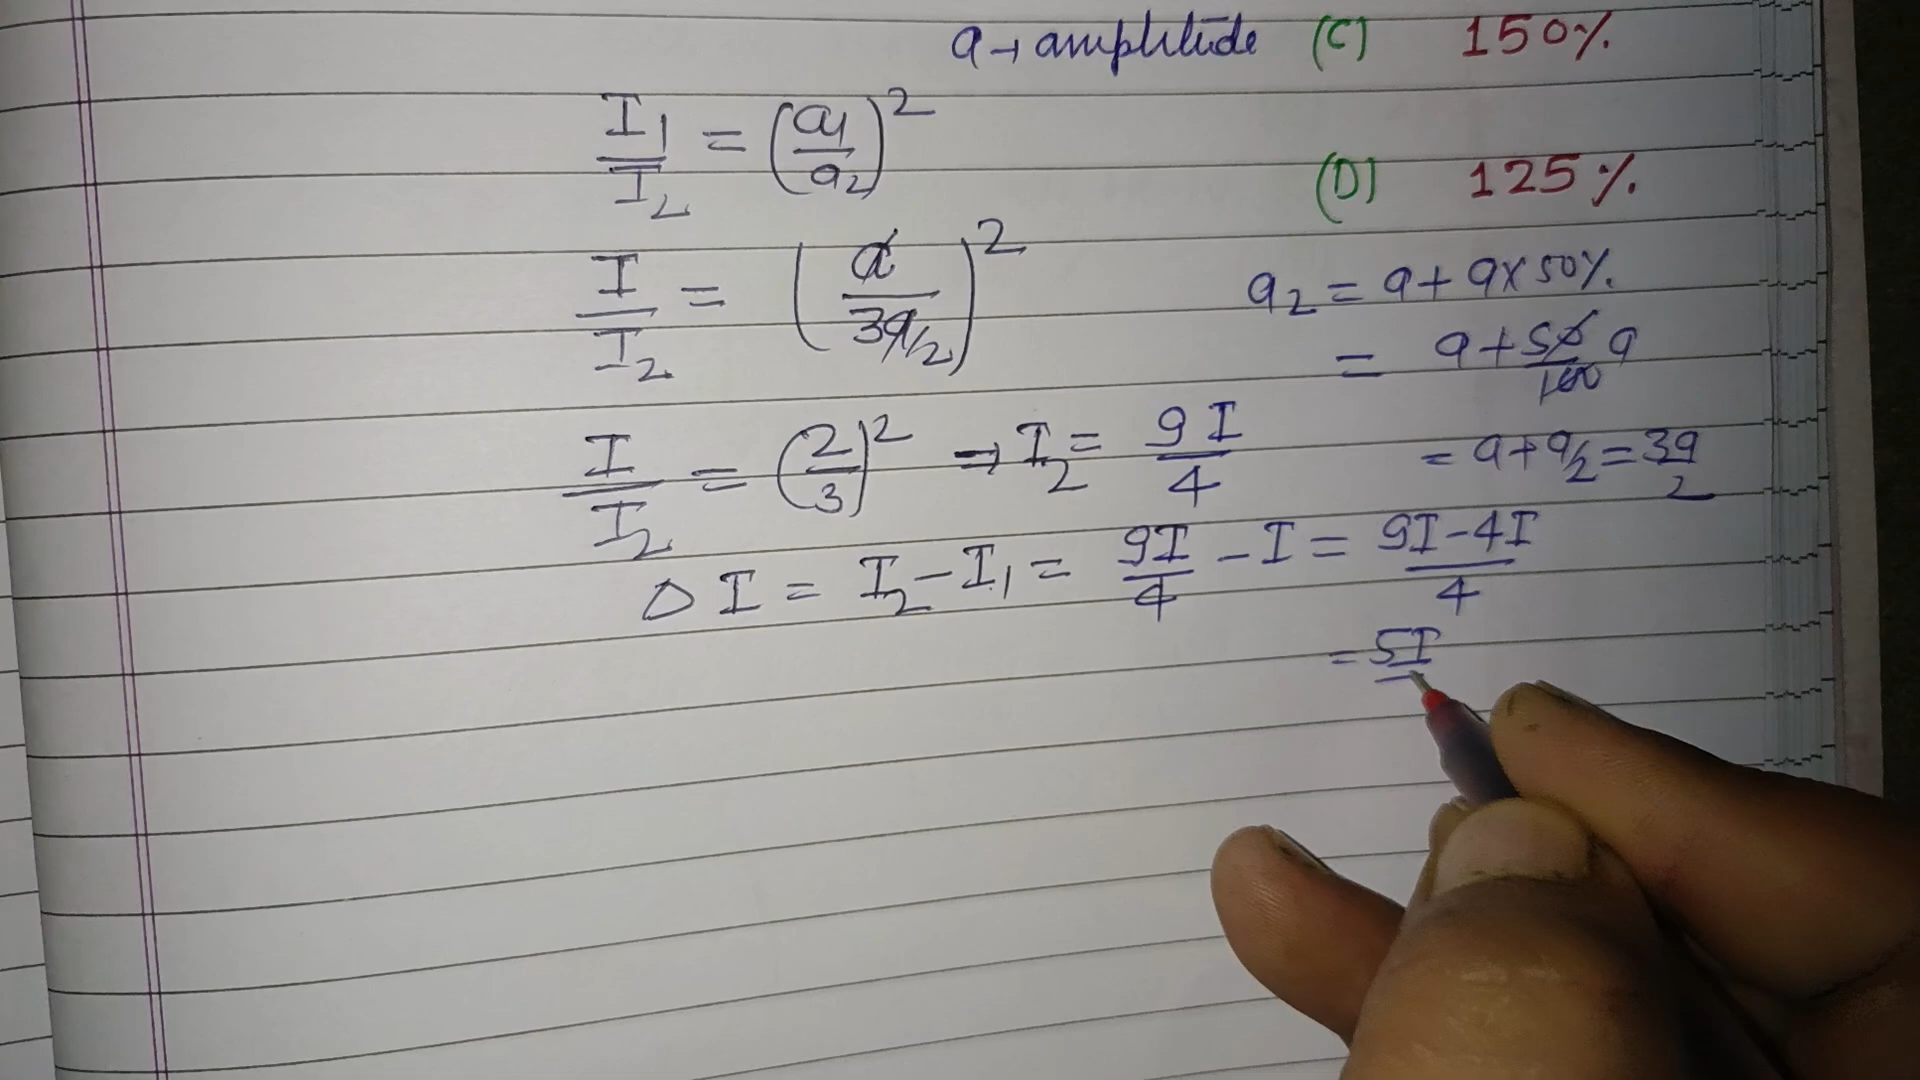 a → amplitude (C) 150%
I1/I2 = (a1/a2)^2
(D) 125%
I/I2 = (a/3a/2)^2
a2 = a + a x 50%
= a + 50/100 a
I/I2 = (2/3)^2 ⇒ I2 = 9I/4
= a + a/2 = 3a/2
ΔI = I2 - I1 = 9I/4 - I = 9I-4I/4
= 5I